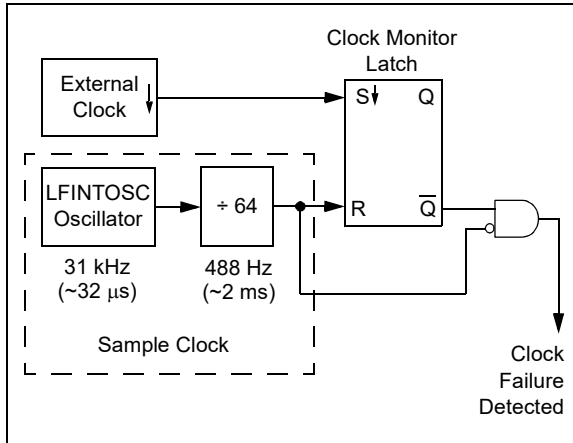 Clock Monitor
Latch
External
Clock
S
Q
LFINTOSC
Oscillator
÷ 64
R
Q̅
31 kHz
(~32 μs)
488 Hz
(~2 ms)
Sample Clock
Clock
Failure
Detected